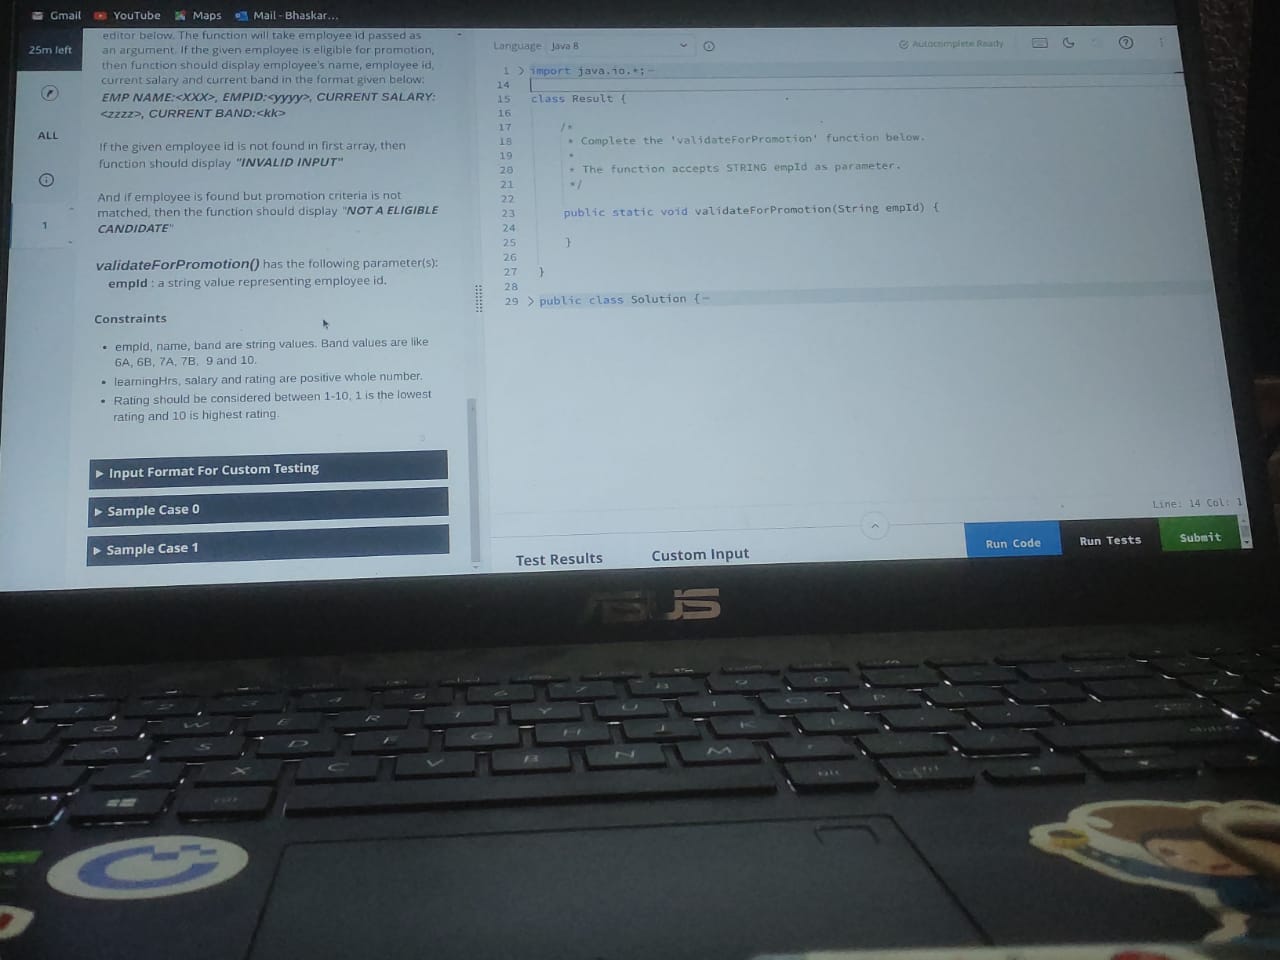 Gmail YouTube Maps Mail - Bhaskar...
25m left
ALL
1
editor below. The function will take employee id passed as
an argument. If the given employee is eligible for promotion,
then function should display employee's name, employee id,
current salary and current band in the format given below:
EMP NAME:<XXX>, EMPID:<yyyy>, CURRENT SALARY:
<zzzz>, CURRENT BAND:<kk>
If the given employee id is not found in first array, then
function should display "INVALID INPUT"
And if employee is found but promotion criteria is not
matched, then the function should display "NOT A ELIGIBLE
CANDIDATE"
validateForPromotion() has the following parameter(s):
empId : a string value representing employee id.
Constraints
• empId, name, band are string values. Band values are like
6A, 6B, 7A, 7B, 9 and 10.
• learningHrs, salary and rating are positive whole number.
• Rating should be considered between 1-10, 1 is the lowest
rating and 10 is highest rating.
Input Format For Custom Testing
Sample Case 0
Sample Case 1
Language Java 8
Autocomplete Ready
1 > import java.io.*;
14
15 class Result {
16
17 /*
18 * Complete the 'validateForPromotion' function below.
19 *
20 * The function accepts STRING empId as parameter.
21 */
22
23 public static void validateForPromotion(String empId) {
24
25 }
26
27 }
28
29 > public class Solution {
Line: 14 Col: 1
Test Results Custom Input Run Code Run Tests Submit
ASUS